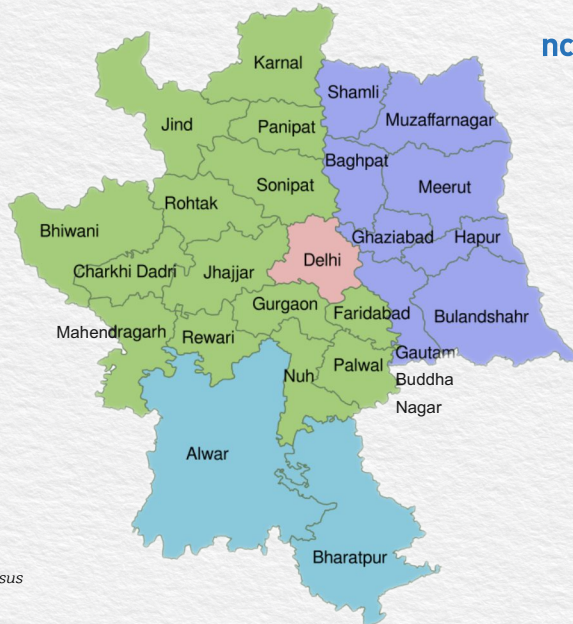 nc
Karnal
Shamli
Muzaffarnagar
Jind
Panipat
Baghpat
Sonipat
Meerut
Rohtak
Bhiwani
Ghaziabad
Hapur
Delhi
Charkhi Dadri
Jhajjar
Gurgaon
Faridabad
Bulandshahr
Mahendragarh
Rewari
Gautam
Buddha
Nagar
Palwal
Nuh
Alwar
Bharatpur
sus